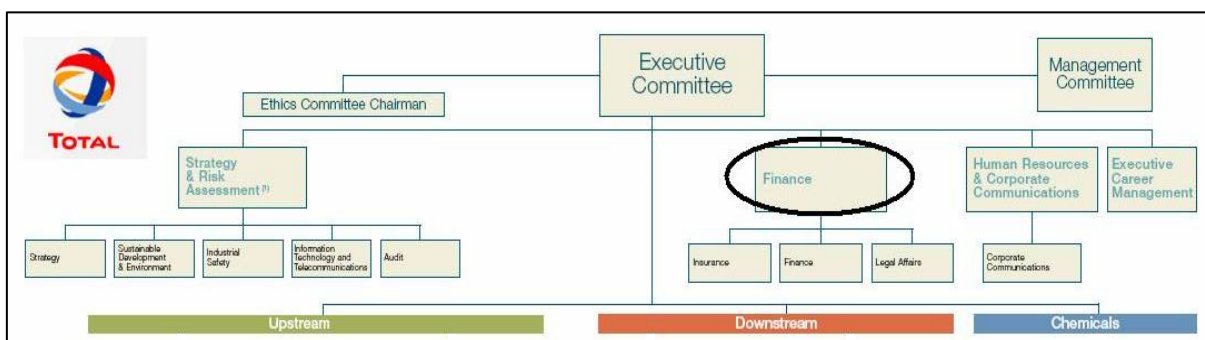 TOTAL
Executive
Committee
Management
Committee
Ethics Committee Chairman
Strategy
& Risk
Assessment (1)
Finance
Human Resources
& Corporate
Communications
Executive
Career
Management
Strategy
Sustainable
Development
& Environment
Industrial
Safety
Information
Technology and
Telecommunications
Audit
Insurance
Finance
Legal Affairs
Corporate
Communications
Upstream
Downstream
Chemicals